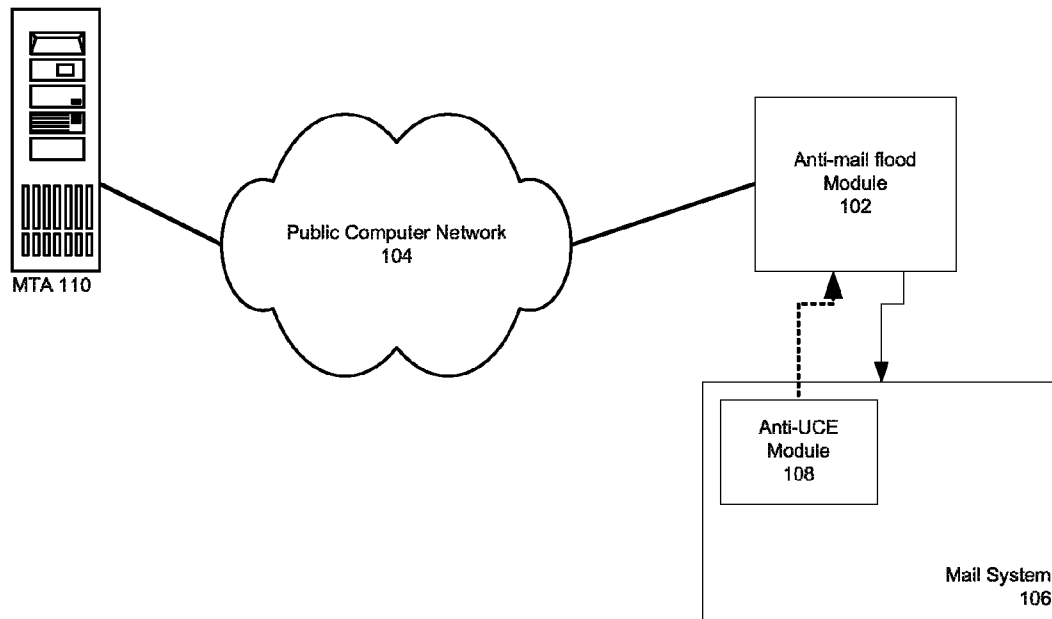 MTA 110
Public Computer Network
104
Anti-mail flood
Module
102
Anti-UCE
Module
108
Mail System
106